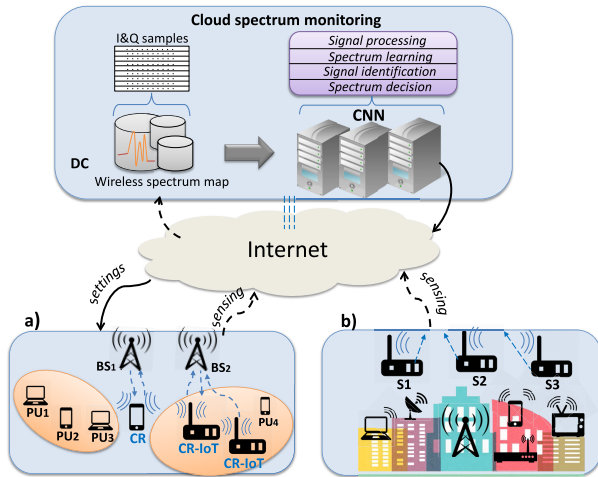 Cloud spectrum monitoring
I&Q samples
Signal processing
Spectrum learning
Signal identification
Spectrum decision
CNN
DC
Wireless spectrum map
Internet
settings
sensing
sensing
a)
b)
BS1
BS2
S1
S2
S3
PU1
PU2
PU3
CR
PU4
CR-IoT
CR-IoT